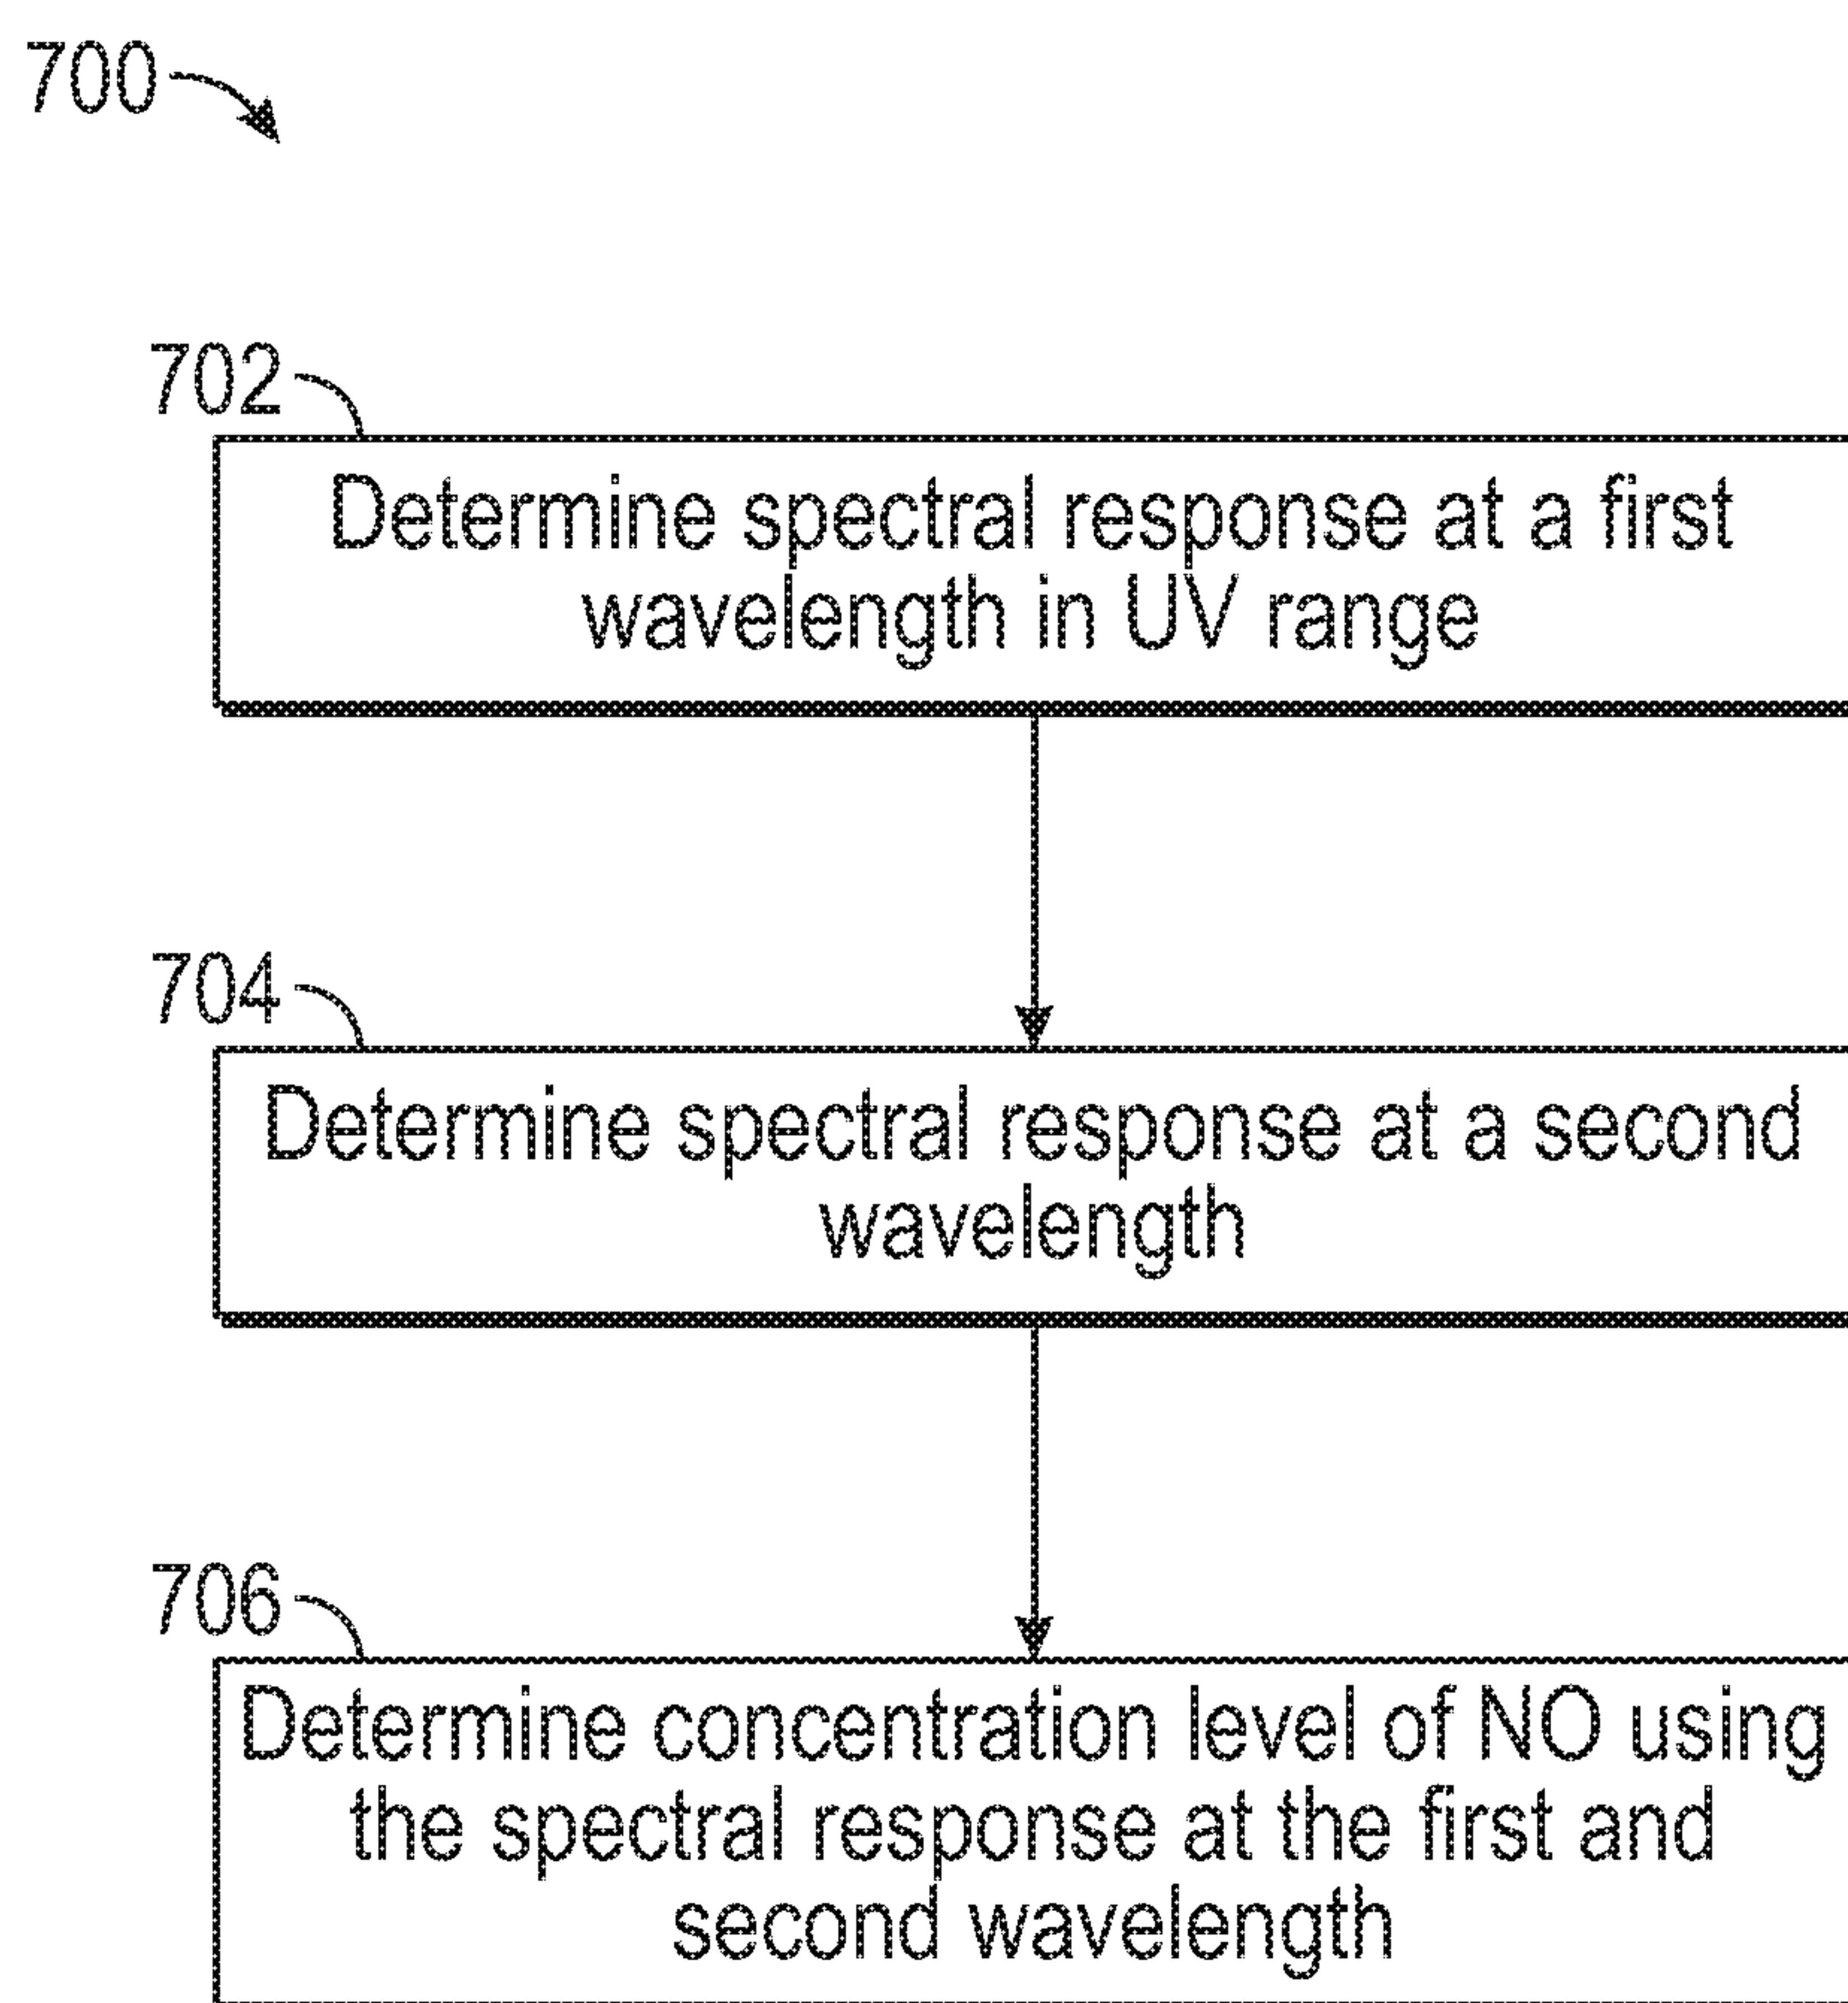 700
702
Determine spectral response at a first
wavelength in UV range
704
Determine spectral response at a second
wavelength
706
Determine concentration level of NO using
the spectral response at the first and
second wavelength